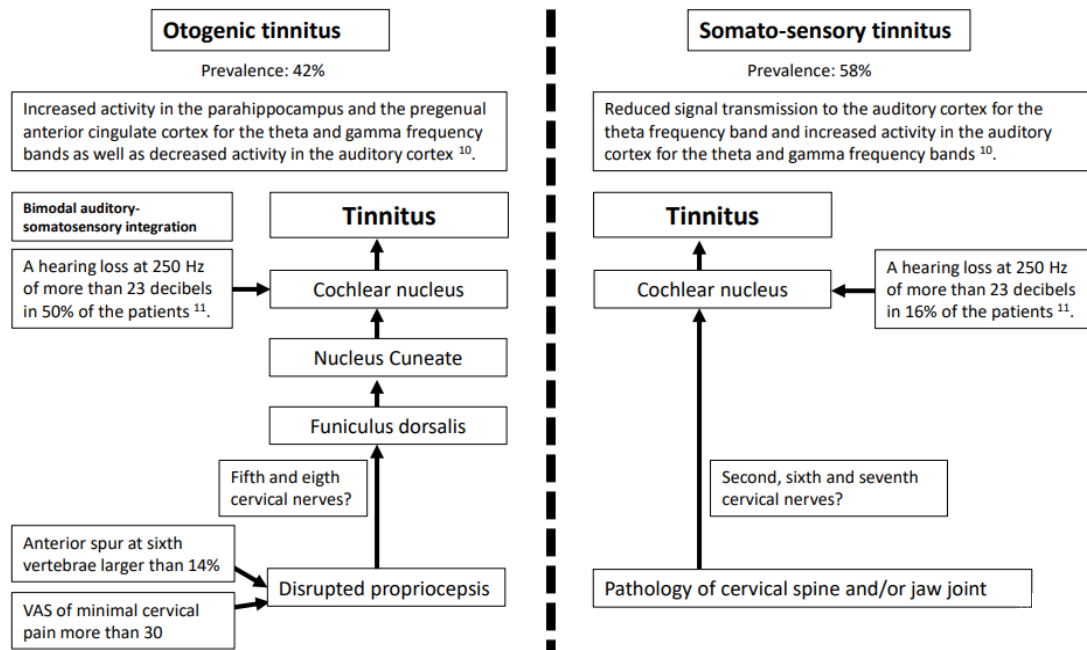 Otogenic tinnitus
Prevalence: 42%
Increased activity in the parahippocampus and the pregenual
anterior cingulate cortex for the theta and gamma frequency
bands as well as decreased activity in the auditory cortex ¹⁰.
Bimodal auditory-
somatosensory integration
Tinnitus
A hearing loss at 250 Hz
of more than 23 decibels
in 50% of the patients ¹¹.
Cochlear nucleus
Nucleus Cuneate
Funiculus dorsalis
Fifth and eigth
cervical nerves?
Anterior spur at sixth
vertebrae larger than 14%
VAS of minimal cervical
pain more than 30
Disrupted propriocepsis
Somato-sensory tinnitus
Prevalence: 58%
Reduced signal transmission to the auditory cortex for the
theta frequency band and increased activity in the auditory
cortex for the theta and gamma frequency bands ¹⁰.
Tinnitus
Cochlear nucleus
A hearing loss at 250 Hz
of more than 23 decibels
in 16% of the patients ¹¹.
Second, sixth and seventh
cervical nerves?
Pathology of cervical spine and/or jaw joint